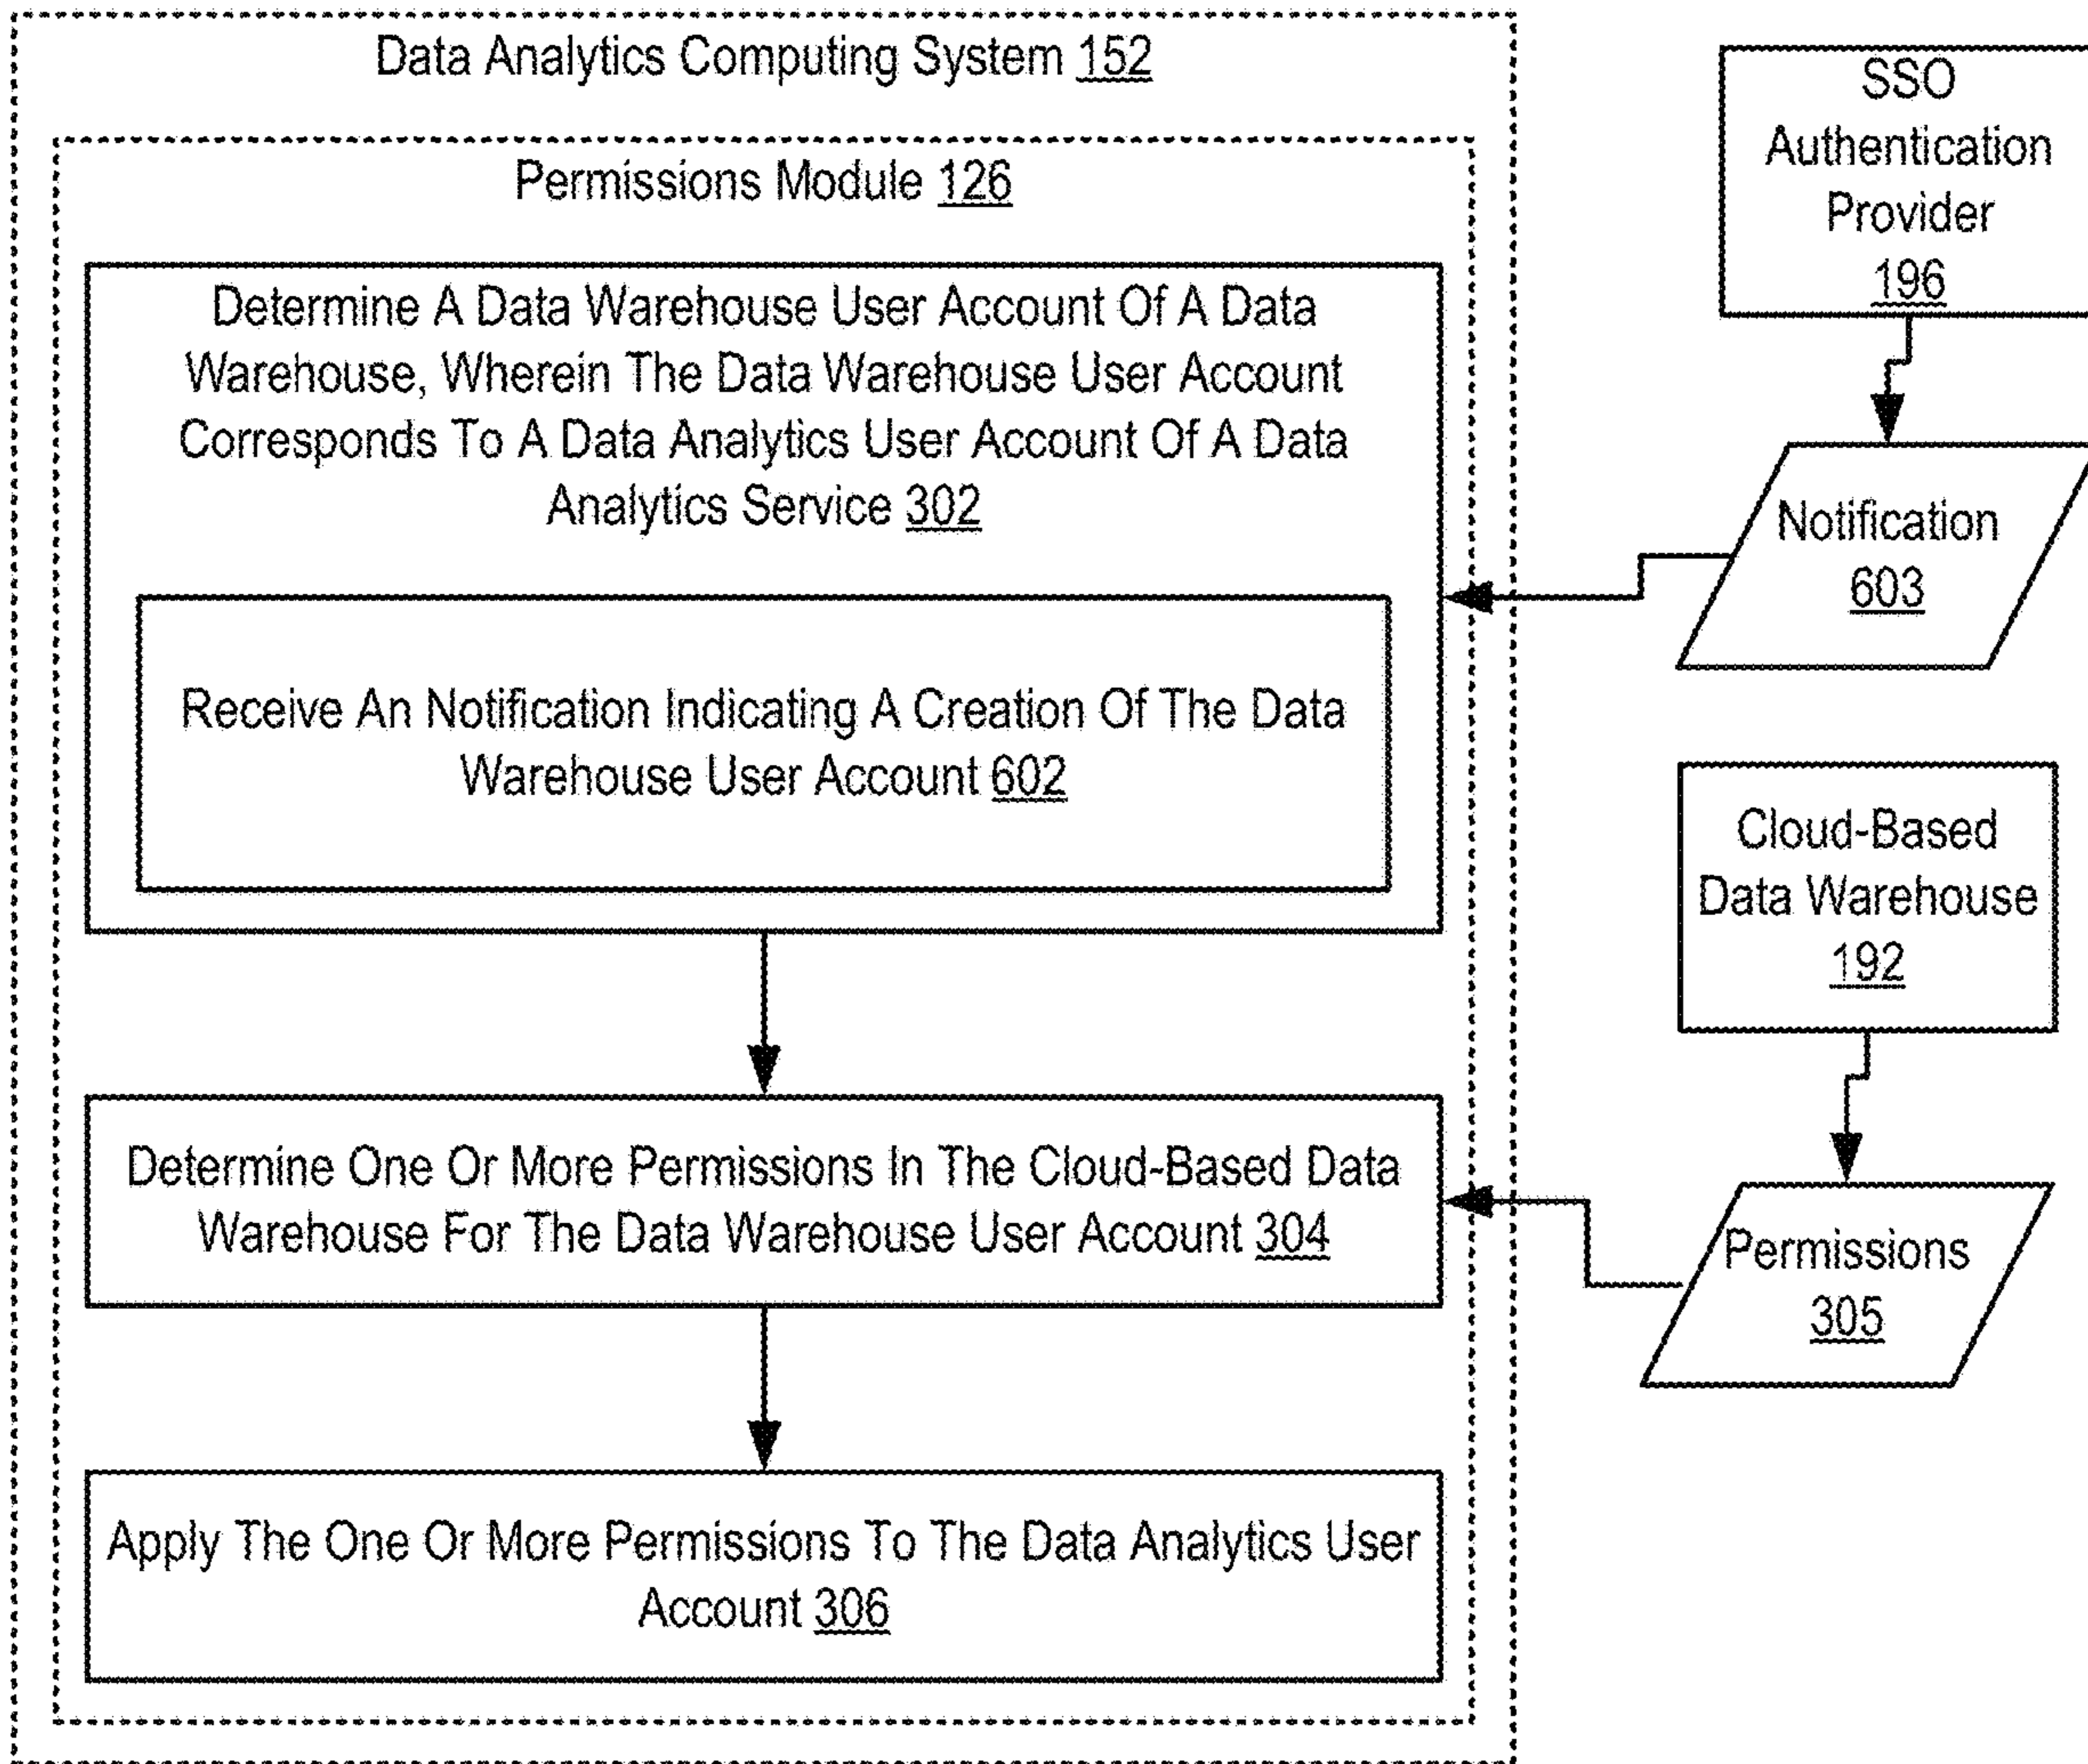 Data Analytics Computing System 152
Permissions Module 126
Determine A Data Warehouse User Account Of A Data
Warehouse, Wherein The Data Warehouse User Account
Corresponds To A Data Analytics User Account Of A Data
Analytics Service 302
Receive An Notification Indicating A Creation Of The Data
Warehouse User Account 602
Determine One Or More Permissions In The Cloud-Based Data
Warehouse For The Data Warehouse User Account 304
Apply The One Or More Permissions To The Data Analytics User
Account 306
SSO
Authentication
Provider
196
Notification
603
Cloud-Based
Data Warehouse
192
Permissions
305